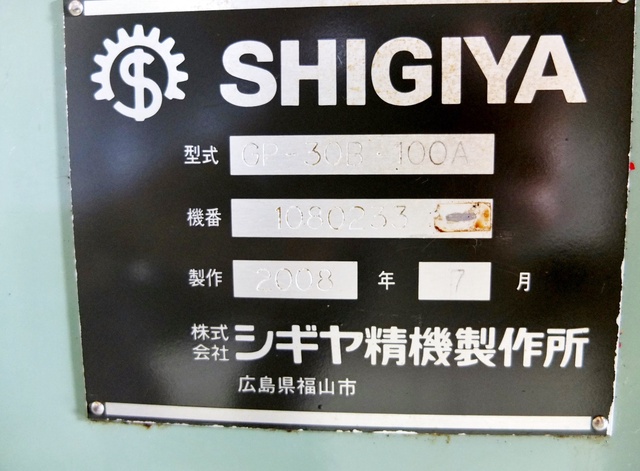 SHIGIYA
型式 GP-30B·100A
機番 1080233
製作 2008 年 7 月
株式会社 シギヤ精機製作所
広島県福山市